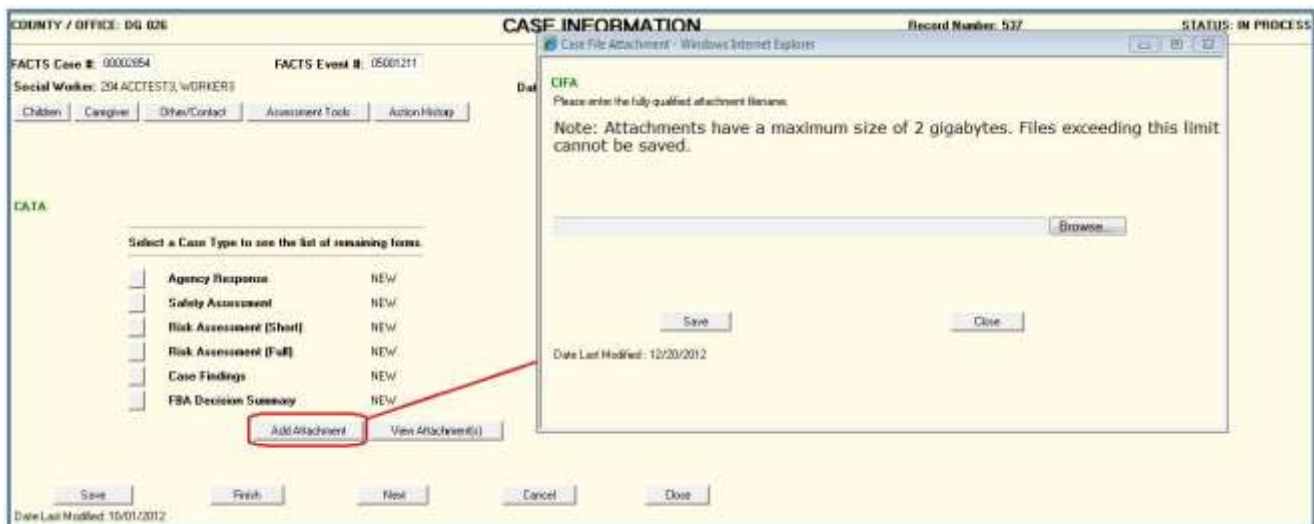 COUNTY / OFFICE: DG 026 CASE INFORMATION Record Number: 537 STATUS: IN PROCESS
FACTS Case #: 00002854 FACTS Event #: 05001211
Social Worker: 204 ACCTEST3, WORKER3 Dat
Children Caregiver Other/Contact Assessment Tools Action History
CATA
Select a Case Type to see the list of remaining forms.
Agency Response NEW
Safety Assessment NEW
Risk Assessment (Short) NEW
Risk Assessment (Full) NEW
Case Findings NEW
FBA Decision Summary NEW
Add Attachment View Attachment(s)
Save Finish Next Cancel Close
Date Last Modified: 10/01/2012
Case File Attachment - Windows Internet Explorer
CIFA
Please enter the fully qualified attachment filename.
Note: Attachments have a maximum size of 2 gigabytes. Files exceeding this limit
cannot be saved.
Browse...
Save Close
Date Last Modified : 12/20/2012